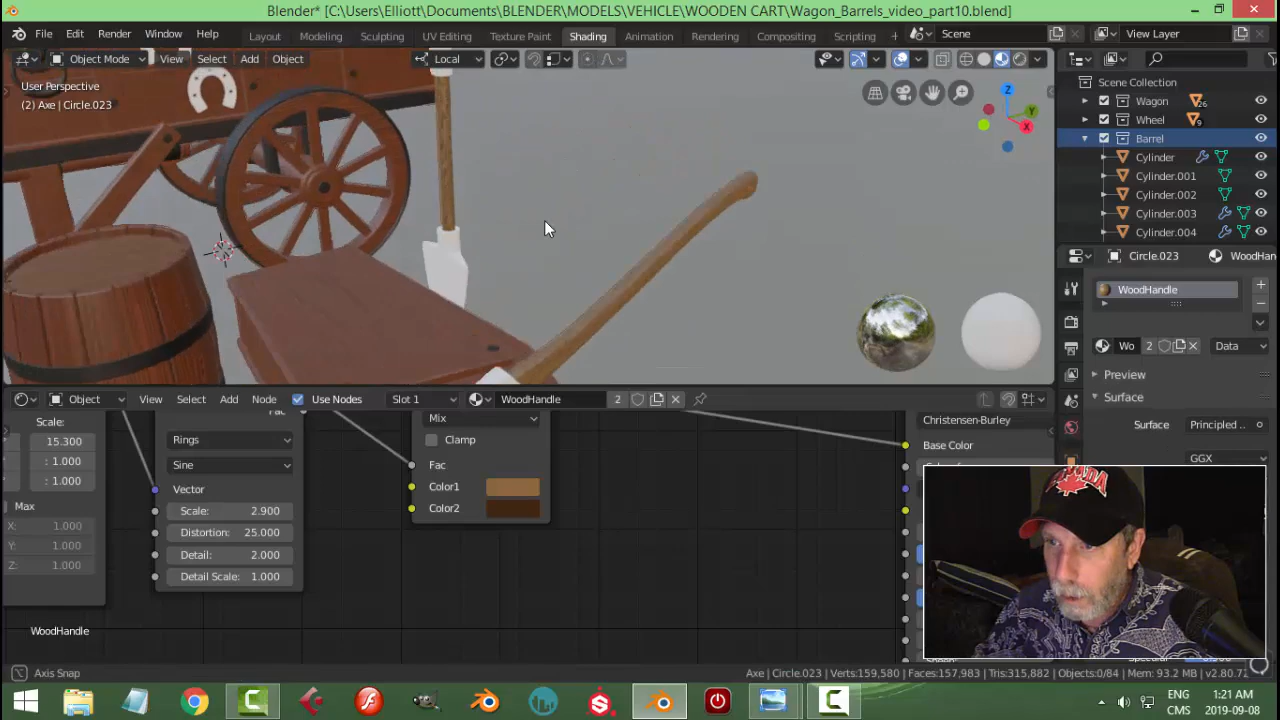 Blender* [C:\Users\Elliott\Documents\BLENDER\MODELS\VEHICLE\WOODEN CART\Wagon_Barrels_video_part10.blend]
File Edit Render Window Help Layout Modeling Sculpting UV Editing Texture Paint Shading Animation Rendering Compositing Scripting + Scene View Layer
Object Mode View Select Add Object Local
User Perspective
(2) Axe | Circle.023
Z
Y
X
Scene Collection
Wagon 26
Wheel 9
Barrel
Cylinder
Cylinder.001
Cylinder.002
Cylinder.003
Cylinder.004
Circle.023 WoodHan
WoodHandle
Wo 2 Data
Preview
Surface
Surface Principled ..
GGX
Object View Select Add Node Use Nodes Slot 1 WoodHandle 2
Scale:
15.300
: 1.000
: 1.000
Max
X: 1.000
Y: 1.000
Z: 1.000
Fac
Rings
Sine
Vector
Scale: 2.900
Distortion: 25.000
Detail: 2.000
Detail Scale: 1.000
Mix
Clamp
Fac
Color1
Color2
Christensen-Burley
Base Color
WoodHandle
CANADA
Axis Snap
Axe | Circle.023 | Verts:159,580 | Faces:157,983 | Tris:315,882 | Objects:0/84 | Mem: 93.2 MB | v2.80.71
ENG
CMS
1:21 AM
2019-09-08